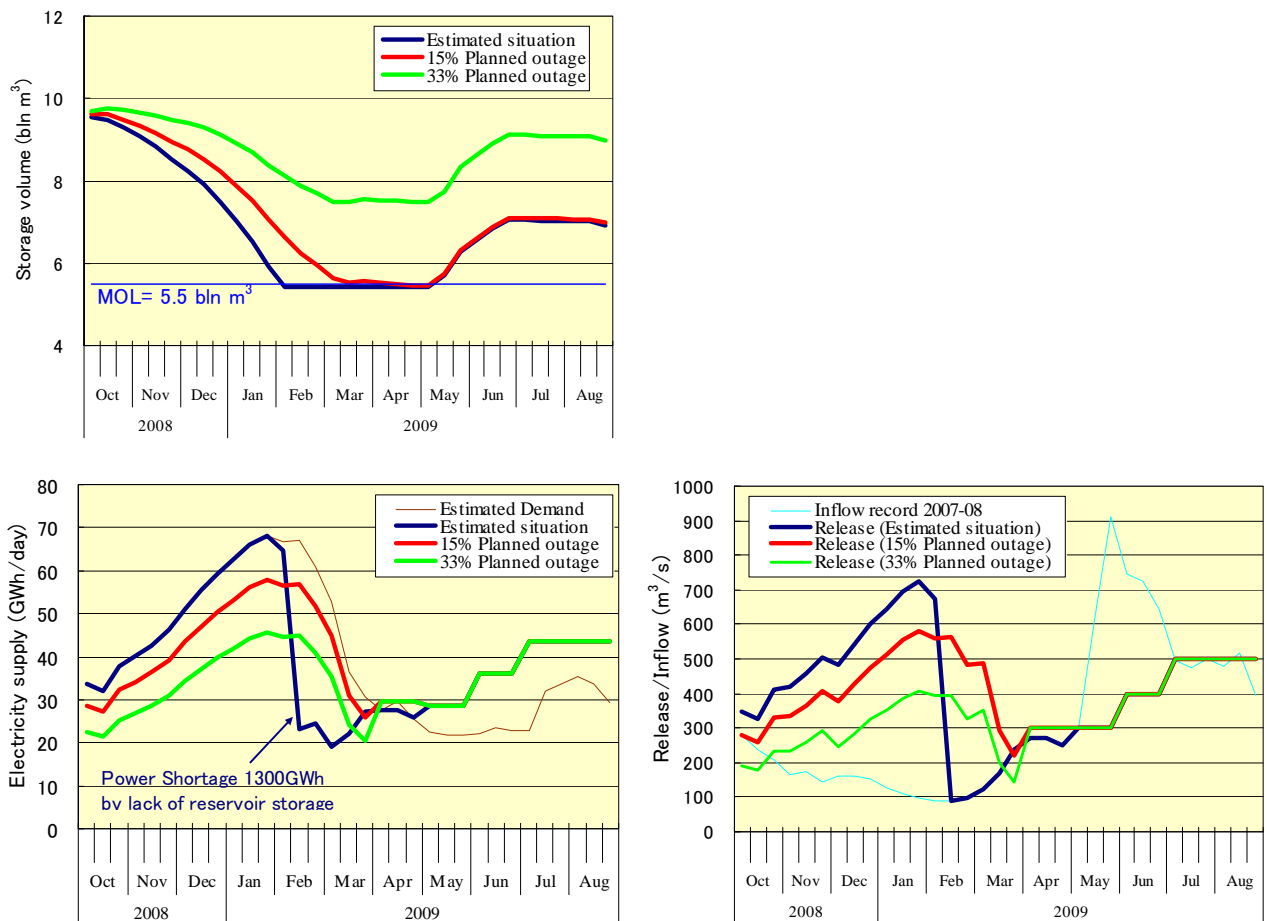 Storage volume (bln m³)
12
10
8
6
4
Estimated situation
15% Planned outage
33% Planned outage
MOL= 5.5 bln m³
Oct Nov Dec Jan Feb Mar Apr May Jun Jul Aug
2008 2009
Electricity supply (GWh/day)
80
70
60
50
40
30
20
10
0
Estimated Demand
Estimated situation
15% Planned outage
33% Planned outage
Power Shortage 1300GWh
by lack of reservoir storage
Oct Nov Dec Jan Feb Mar Apr May Jun Jul Aug
2008 2009
Release/Inflow (m³/s)
1000
900
800
700
600
500
400
300
200
100
0
Inflow record 2007-08
Release (Estimated situation)
Release (15% Planned outage)
Release (33% Planned outage)
Oct Nov Dec Jan Feb Mar Apr May Jun Jul Aug
2008 2009